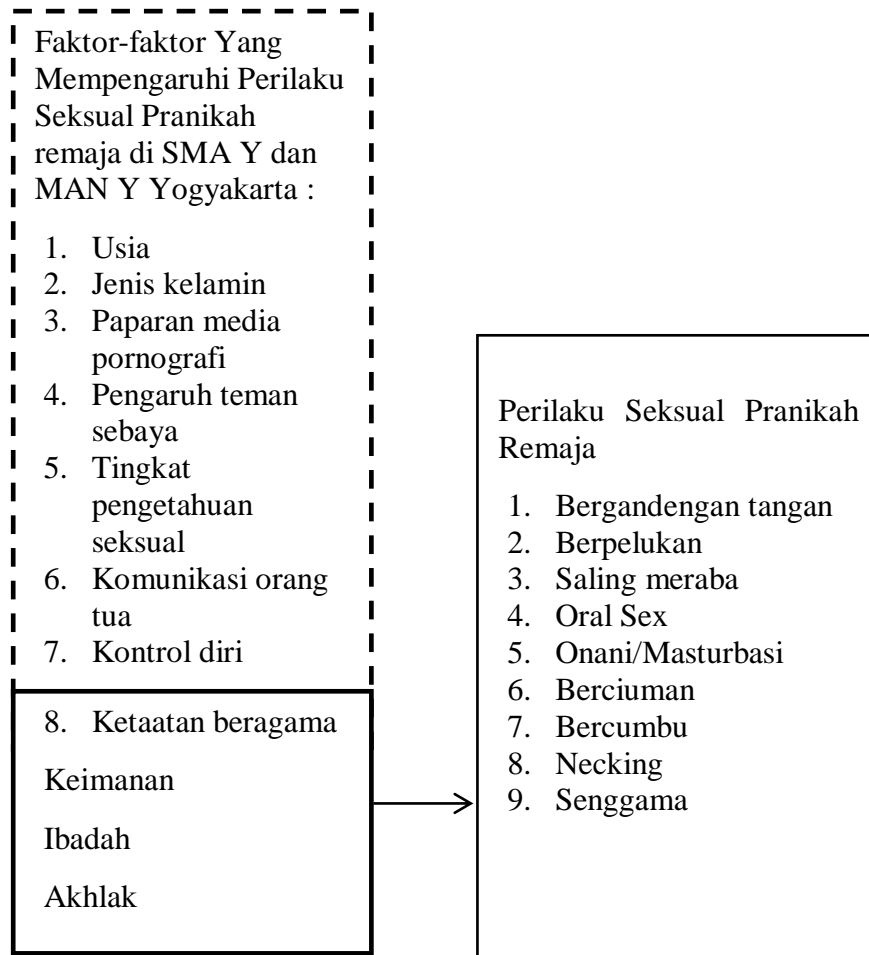 Faktor-faktor Yang
Mempengaruhi Perilaku
Seksual Pranikah
remaja di SMA Y dan
MAN Y Yogyakarta :
1. Usia
2. Jenis kelamin
3. Paparan media
pornografi
4. Pengaruh teman
sebaya
5. Tingkat
pengetahuan
seksual
6. Komunikasi orang
tua
7. Kontrol diri
8. Ketaatan beragama
Keimanan
Ibadah
Akhlak
Perilaku Seksual Pranikah
Remaja
1. Bergandengan tangan
2. Berpelukan
3. Saling meraba
4. Oral Sex
5. Onani/Masturbasi
6. Berciuman
7. Bercumbu
8. Necking
9. Senggama